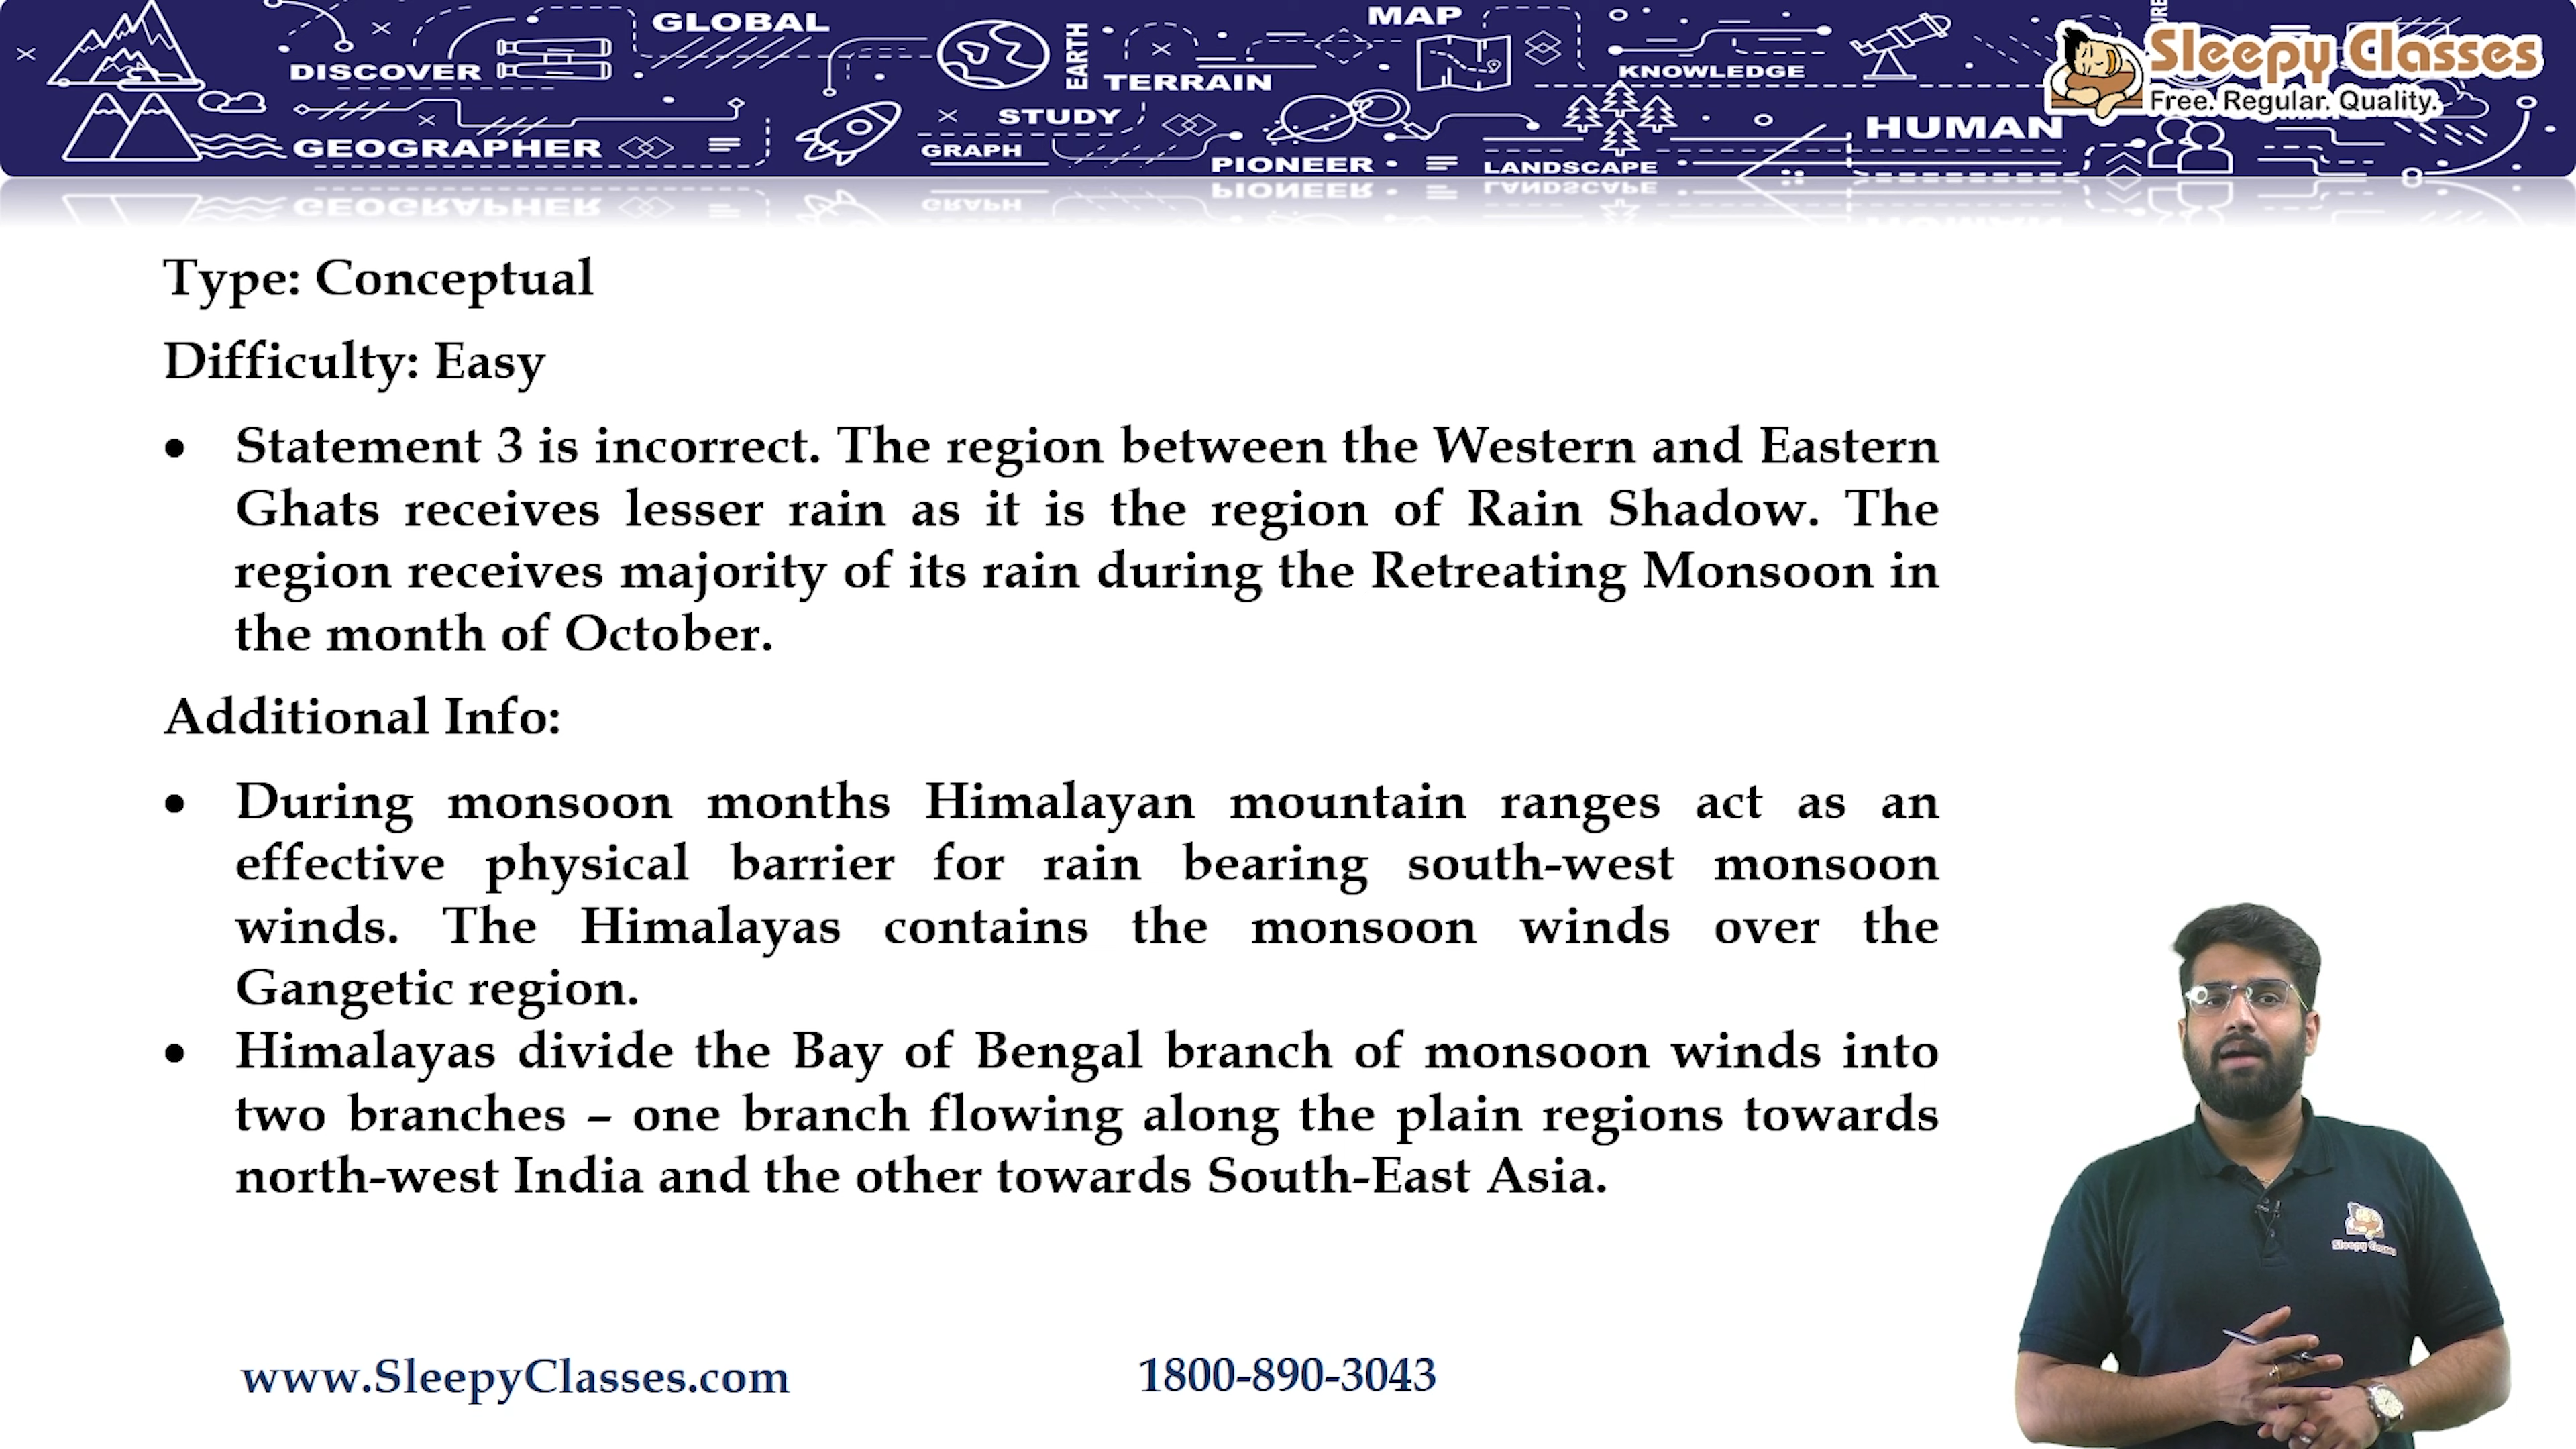 GLOBAL
MAP
DISCOVER
EARTH
TERRAIN
KNOWLEDGE
Sleepy Classes
Free. Regular. Quality.
STUDY
GEOGRAPHER
GRAPH
PIONEER
LANDSCAPE
HUMAN
Type: Conceptual
Difficulty: Easy
• Statement 3 is incorrect. The region between the Western and Eastern
Ghats receives lesser rain as it is the region of Rain Shadow. The
region receives majority of its rain during the Retreating Monsoon in
the month of October.
Additional Info:
• During monsoon months Himalayan mountain ranges act as an
effective physical barrier for rain bearing south-west monsoon
winds. The Himalayas contains the monsoon winds over the
Gangetic region.
• Himalayas divide the Bay of Bengal branch of monsoon winds into
two branches – one branch flowing along the plain regions towards
north-west India and the other towards South-East Asia.
Sleepy Classes
www.SleepyClasses.com
1800-890-3043